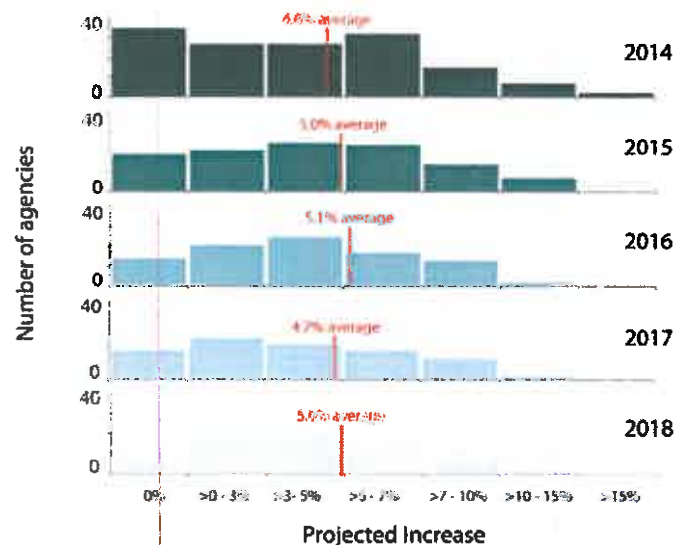 40
4.6% average
2014
0
40
5.0% average
2015
0
Number of agencies
40
5.1% average
2016
0
40
4.7% average
2017
0
40
average
2018
0
0% >0 - 3% >3- 5% >5 - 7% >7 - 10% >10 - 15% >15%
Projected Increase